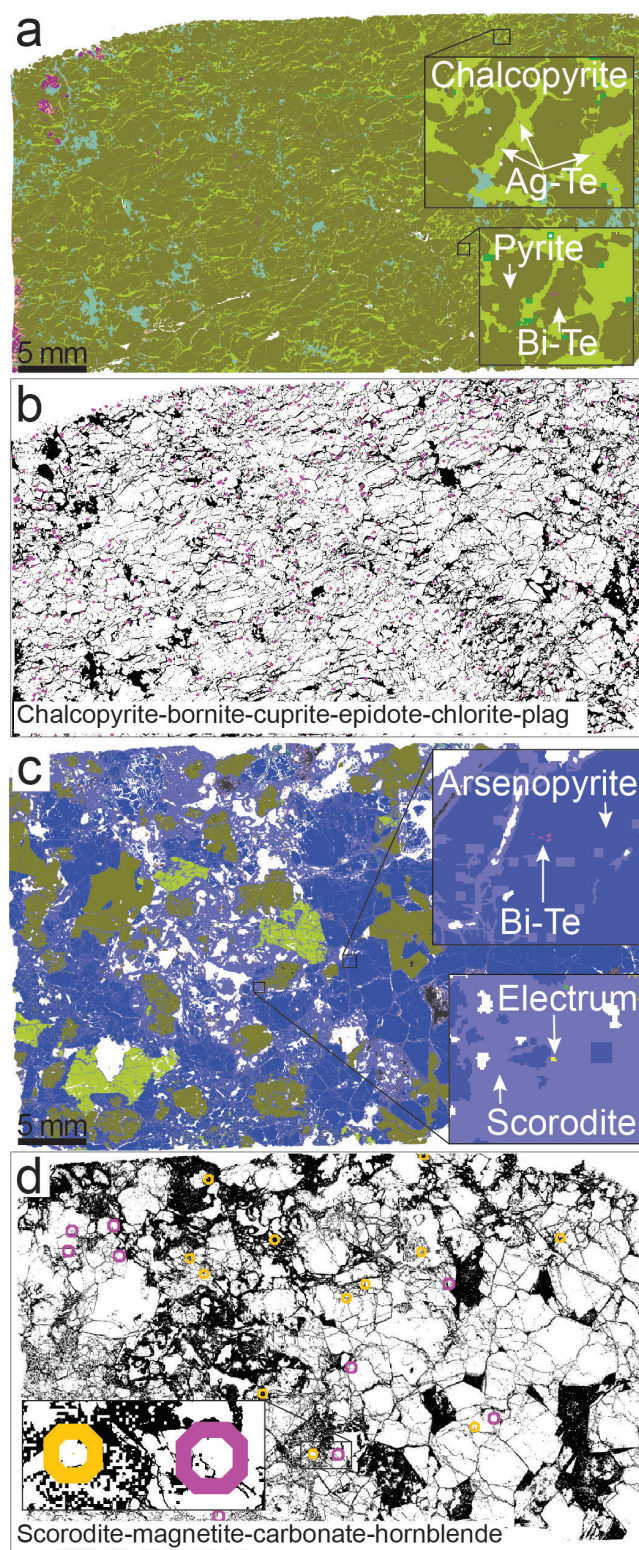 a
Chalcopyrite
Ag-Te
Pyrite
Bi-Te
5 mm
b
Chalcopyrite-bornite-cuprite-epidote-chlorite-plag
c
Arsenopyrite
Bi-Te
Electrum
Scorodite
5 mm
d
Scorodite-magnetite-carbonate-hornblende